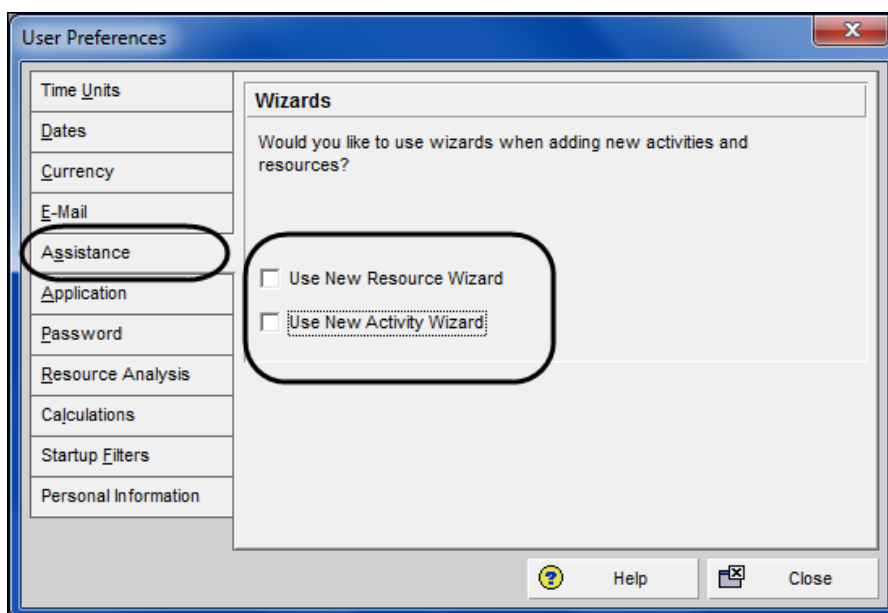 User Preferences
Time Units
Dates
Currency
E-Mail
Assistance
Application
Password
Resource Analysis
Calculations
Startup Filters
Personal Information
Wizards
Would you like to use wizards when adding new activities and
resources?
Use New Resource Wizard
Use New Activity Wizard
Help
Close